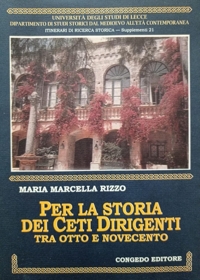 UNIVERSITÀ DEGLI STUDI DI LECCE
DIPARTIMENTO DI STUDI STORICI DAL MEDIOEVO ALL'ETÀ CONTEMPORANEA
ITINERARI DI RICERCA STORICA — Supplementi 21
MARIA MARCELLA RIZZO
PER LA STORIA
DEI CETI DIRIGENTI
TRA OTTO E NOVECENTO
CONGEDO EDITORE